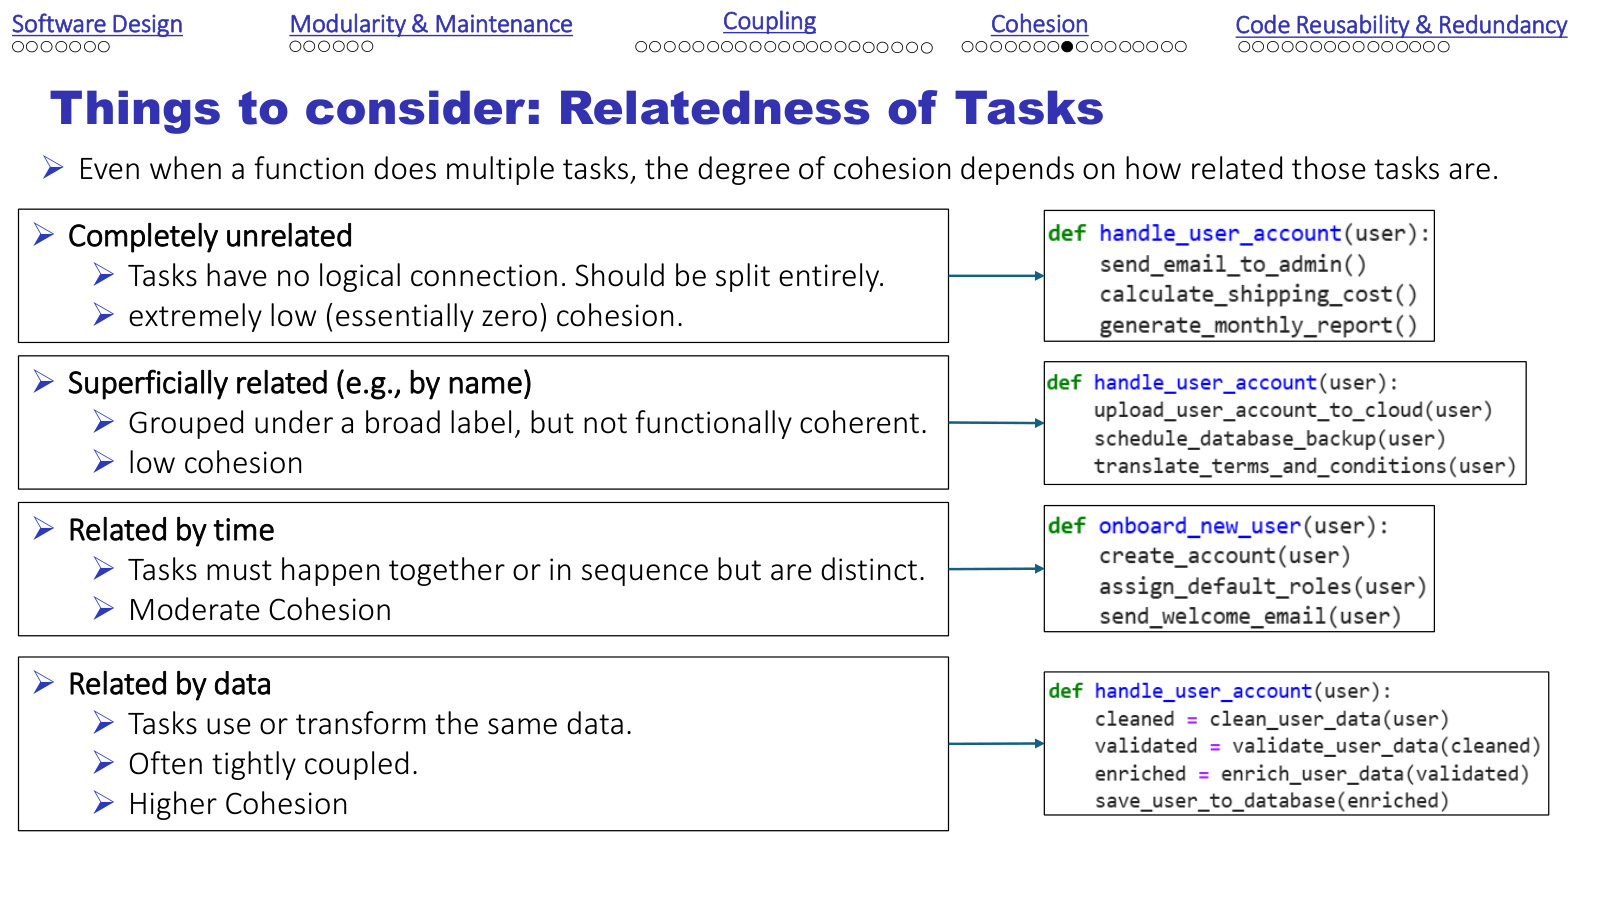 Software Design
Modularity & Maintenance
Coupling
Cohesion
Code Reusability & Redundancy
Things to consider: Relatedness of Tasks
Even when a function does multiple tasks, the degree of cohesion depends on how related those tasks are.
Completely unrelated
Tasks have no logical connection. Should be split entirely.
extremely low (essentially zero) cohesion.
def handle_user_account(user):
    send_email_to_admin()
    calculate_shipping_cost()
    generate_monthly_report()
Superficially related (e.g., by name)
Grouped under a broad label, but not functionally coherent.
low cohesion
def handle_user_account(user):
    upload_user_account_to_cloud(user)
    schedule_database_backup(user)
    translate_terms_and_conditions(user)
Related by time
Tasks must happen together or in sequence but are distinct.
Moderate Cohesion
def onboard_new_user(user):
    create_account(user)
    assign_default_roles(user)
    send_welcome_email(user)
Related by data
Tasks use or transform the same data.
Often tightly coupled.
Higher Cohesion
def handle_user_account(user):
    cleaned = clean_user_data(user)
    validated = validate_user_data(cleaned)
    enriched = enrich_user_data(validated)
    save_user_to_database(enriched)